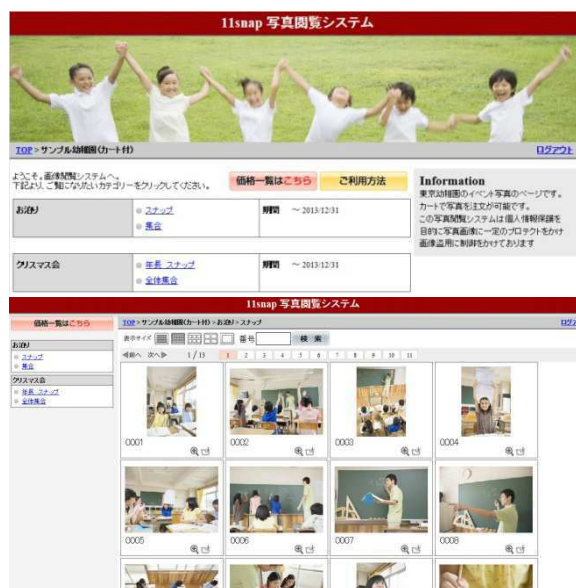 11snap 写真閲覧システム
TOP > サンプル幼稚園(カート付)
ログアウト
ようこそ。画像閲覧システムへ。
下記より、ご覧になりたいカテゴリーをクリックしてください。
価格一覧はこちら
ご利用方法
Information
東京幼稚園のイベント写真のページです。
カートで写真を注文が可能です。
この写真閲覧システムは個人情報保護を
目的に写真画像に一定のプロテクトをかけ
画像盗用に制御をかけております
お泊り
スナップ
集合
期間 ~ 2013/12/31
クリスマス会
年長 スナップ
全体集合
期間 ~ 2013/12/31
11snap 写真閲覧システム
価格一覧はこちら
お泊り
スナップ
集合
クリスマス会
年長 スナップ
全体集合
TOP > サンプル幼稚園(カート付) > お泊り > スナップ
ログア
表示サイズ 番号 検 索
前へ 次へ 1 / 13 1 2 3 4 5 6 7 8 9 10 11
0001 0002 0003 0004
0005 0006 0007 0008